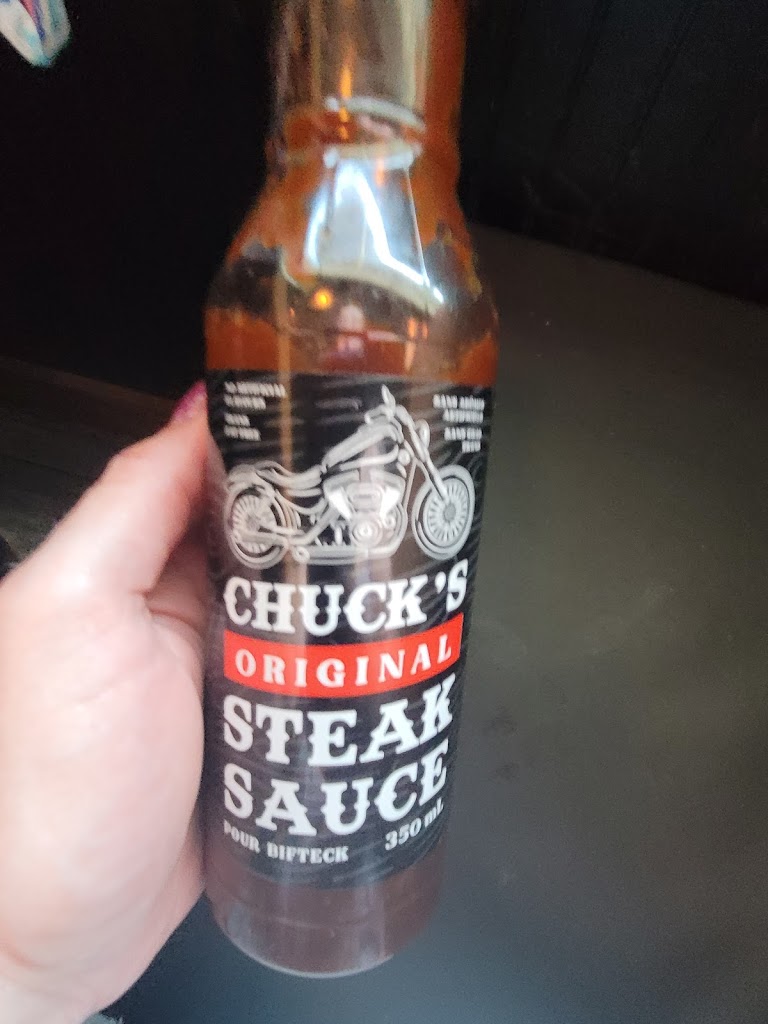 CHUCK'S
ORIGINAL
STEAK
SAUCE
POUR BIFTECK
350 mL